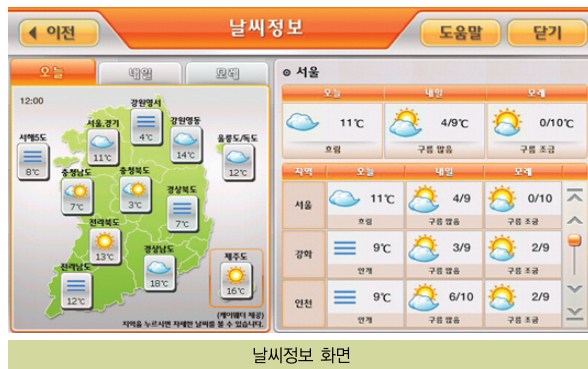 이전
날씨정보
도움말
닫기
오늘
내일
모레
12:00
강원영서
4℃
서울.경기
11℃
강원영동
14℃
서해5도
8℃
울릉도/독도
12℃
충청남도
7℃
충청북도
3℃
경상북도
7℃
전라북도
13℃
경상남도
18℃
전라남도
12℃
제주도
16℃
(케이웨더 제공)
지역을 누르시면 자세한 날씨를 볼 수 있습니다.
서울
오늘 내일 모레
11℃ 4/9℃ 0/10℃
흐림 구름 많음 구름 조금
지역 오늘 내일 모레
서울 11℃ 4/9 0/10
흐림 구름 많음 구름 조금
강화 9℃ 3/9 2/9
안개 구름 많음 구름 조금
인천 9℃ 6/10 2/9
안개 구름 많음 구름 조금
날씨정보 화면